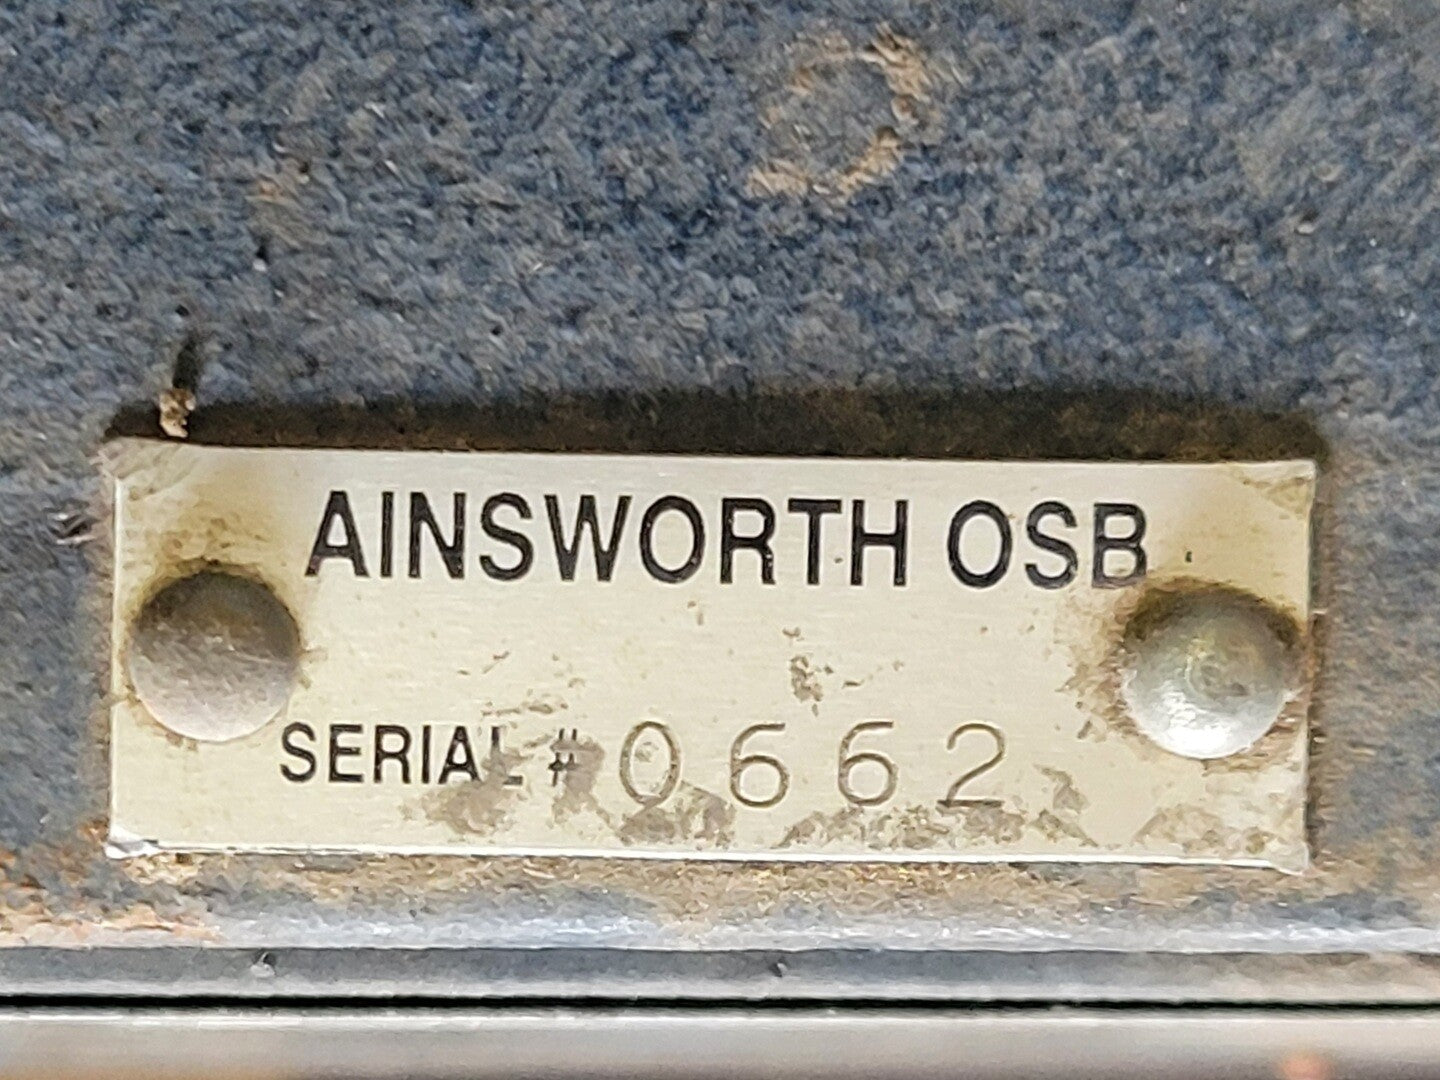 AINSWORTH OSB
SERIAL # 0662